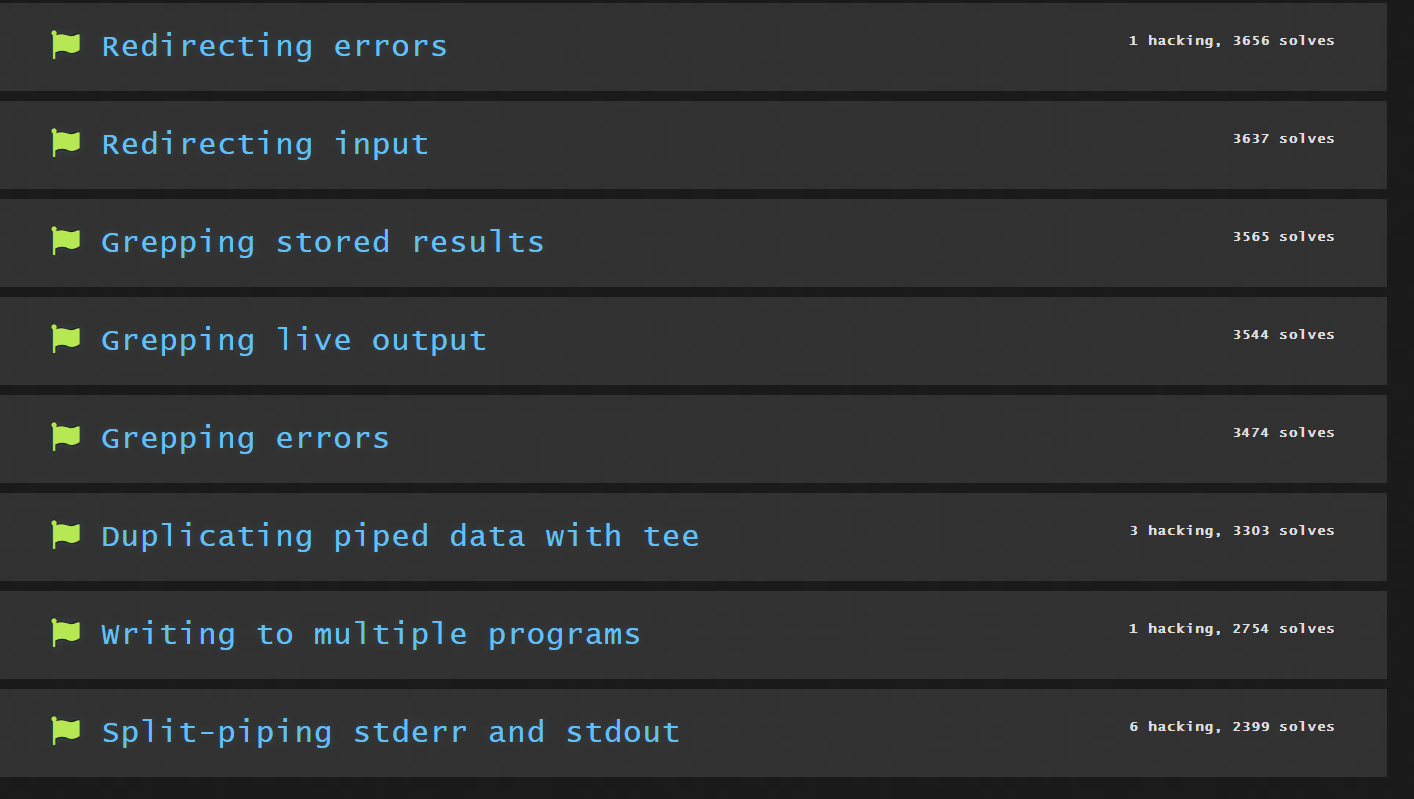 Redirecting errors 1 hacking, 3656 solves
Redirecting input 3637 solves
Grepping stored results 3565 solves
Grepping live output 3544 solves
Grepping errors 3474 solves
Duplicating piped data with tee 3 hacking, 3303 solves
Writing to multiple programs 1 hacking, 2754 solves
Split-piping stderr and stdout 6 hacking, 2399 solves